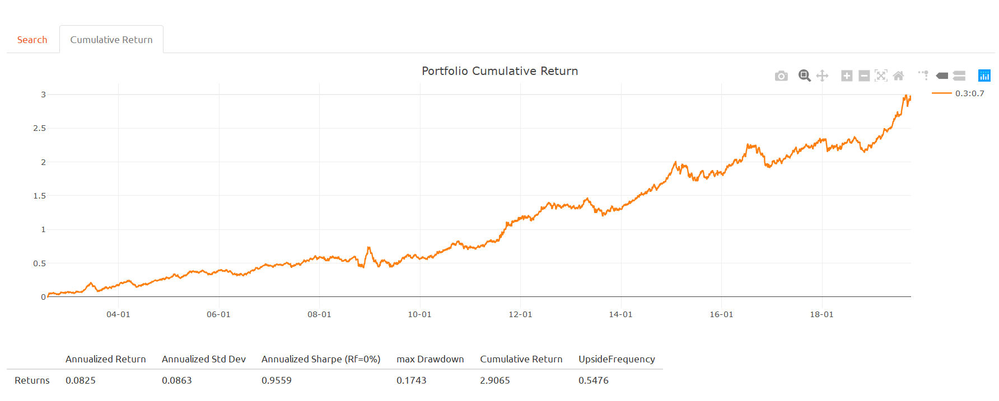 Search Cumulative Return
Portfolio Cumulative Return
0.3:0.7
3
2.5
2
1.5
1
0.5
0
04-01 06-01 08-01 10-01 12-01 14-01 16-01 18-01
Annualized Return Annualized Std Dev Annualized Sharpe (Rf=0%) max Drawdown Cumulative Return UpsideFrequency
Returns 0.0825 0.0863 0.9559 0.1743 2.9065 0.5476